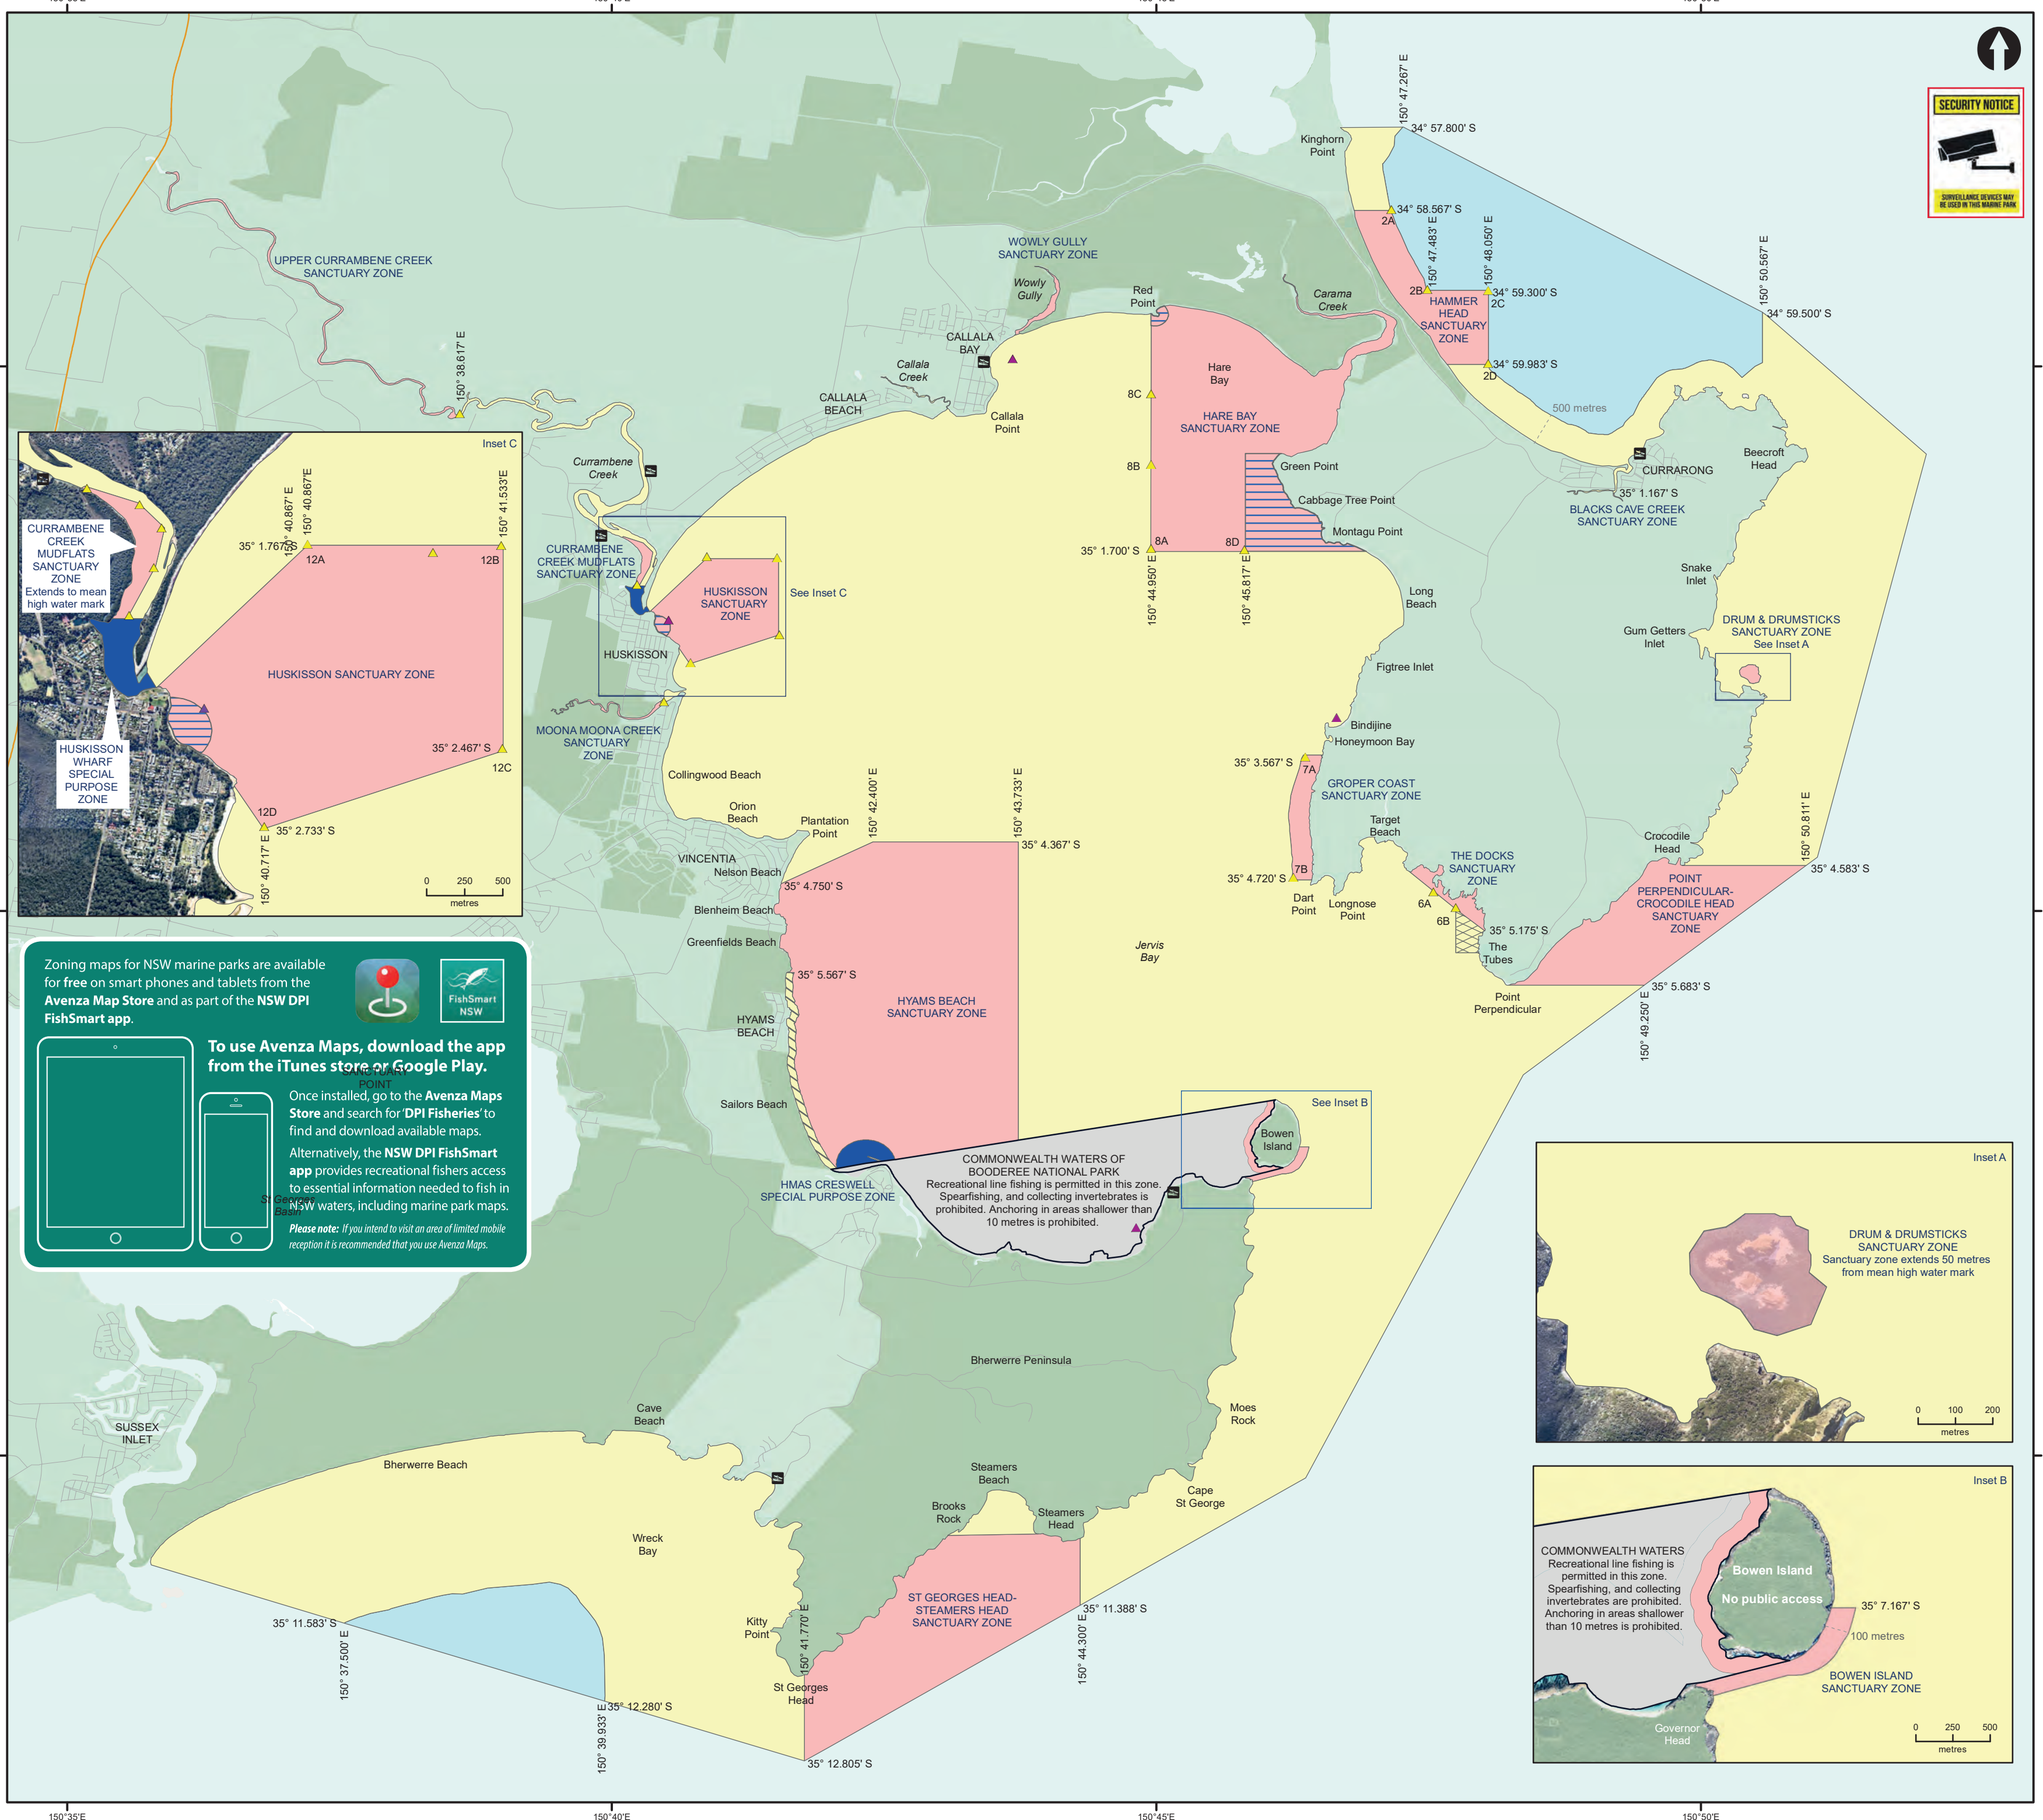 150° 47.267' E
34° 57.800' S
Kinghorn
Point
SECURITY NOTICE
SURVEILLANCE DEVICES MAY
BE USED IN THIS MARINE PARK
2A
34° 58.567' S
150° 47.483' E
150° 48.050' E
150° 50.567' E
UPPER CURRAMBENE CREEK
SANCTUARY ZONE
WOWLY GULLY
SANCTUARY ZONE
Wowly
Gully
Red
Point
Carama
Creek
2B
34° 59.300' S
2C
HAMMER
HEAD
SANCTUARY
ZONE
34° 59.500' S
150° 38.617' E
CALLALA
BAY
Callala
Creek
CALLALA
BEACH
Callala
Point
Hare
Bay
34° 59.983' S
2D
8C
HARE BAY
SANCTUARY ZONE
500 metres
8B
Green Point
Cabbage Tree Point
Montagu Point
CURRARONG
Beecroft
Head
35° 1.167' S
BLACKS CAVE CREEK
SANCTUARY ZONE
Currambene
Creek
35° 1.700' S
8A
8D
150° 44.950' E
150° 45.817' E
Inset C
CURRAMBENE
CREEK
MUDFLATS
SANCTUARY
ZONE
Extends to mean
high water mark
150° 40.867' E
150° 40.867'E
150° 41.533'E
35° 1.767' S
12A
12B
HUSKISSON SANCTUARY ZONE
35° 2.467' S
12C
HUSKISSON
WHARF
SPECIAL
PURPOSE
ZONE
12D
35° 2.733' S
150° 40.717' E
0 250 500
metres
CURRAMBENE
CREEK MUDFLATS
SANCTUARY ZONE
HUSKISSON
SANCTUARY
ZONE
See Inset C
HUSKISSON
MOONA MOONA CREEK
SANCTUARY
ZONE
Long
Beach
Snake
Inlet
Gum Getters
Inlet
DRUM & DRUMSTICKS
SANCTUARY ZONE
See Inset A
Figtree Inlet
Bindijine
Honeymoon Bay
35° 3.567' S
7A
GROPER COAST
SANCTUARY ZONE
Target
Beach
Collingwood Beach
Orion
Beach
Plantation
Point
150° 42.400' E
150° 43.733' E
35° 4.367' S
VINCENTIA
Nelson Beach
35° 4.750' S
Blenheim Beach
Greenfields Beach
35° 5.567' S
HYAMS
BEACH
HYAMS BEACH
SANCTUARY ZONE
Sailors Beach
35° 4.720' S
7B
Dart
Point
Longnose
Point
THE DOCKS
SANCTUARY
ZONE
6A
6B
35° 5.175' S
The
Tubes
Crocodile
Head
150° 50.811' E
35° 4.583' S
POINT
PERPENDICULAR-
CROCODILE HEAD
SANCTUARY
ZONE
Jervis
Bay
Point
Perpendicular
35° 5.683' S
150° 49.250' E
Zoning maps for NSW marine parks are available
for free on smart phones and tablets from the
Avenza Map Store and as part of the NSW DPI
FishSmart app.
FishSmart
NSW
To use Avenza Maps, download the app
from the iTunes store or Google Play.
SANCTUARY
POINT
Once installed, go to the Avenza Maps
Store and search for 'DPI Fisheries' to
find and download available maps.
Alternatively, the NSW DPI FishSmart
app provides recreational fishers access
to essential information needed to fish in
NSW waters, including marine park maps.
St Georges
Basin
Please note: If you intend to visit an area of limited mobile
reception it is recommended that you use Avenza Maps.
See Inset B
Bowen
Island
COMMONWEALTH WATERS OF
BOODEREE NATIONAL PARK
Recreational line fishing is permitted in this zone.
Spearfishing, and collecting invertebrates is
prohibited. Anchoring in areas shallower than
10 metres is prohibited.
HMAS CRESWELL
SPECIAL PURPOSE ZONE
Inset A
DRUM & DRUMSTICKS
SANCTUARY ZONE
Sanctuary zone extends 50 metres
from mean high water mark
0 100 200
metres
Bherwerre Peninsula
SUSSEX
INLET
Cave
Beach
Moes
Rock
Bherwerre Beach
Steamers
Beach
Brooks
Rock
Steamers
Head
Cape
St George
Wreck
Bay
Kitty
Point
150° 41.770' E
ST GEORGES HEAD-
STEAMERS HEAD
SANCTUARY ZONE
35° 11.388' S
150° 44.300' E
35° 11.583' S
150° 37.500' E
St Georges
Head
35° 12.280' S
150° 39.933' E
35° 12.805' S
Inset B
COMMONWEALTH WATERS
Recreational line fishing is
permitted in this zone.
Spearfishing, and collecting
invertebrates are prohibited.
Anchoring in areas shallower
than 10 metres is prohibited.
Bowen Island
No public access
35° 7.167' S
100 metres
BOWEN ISLAND
SANCTUARY ZONE
Governor
Head
0 250 500
metres
150°35'E
150°40'E
150°45'E
150°50'E